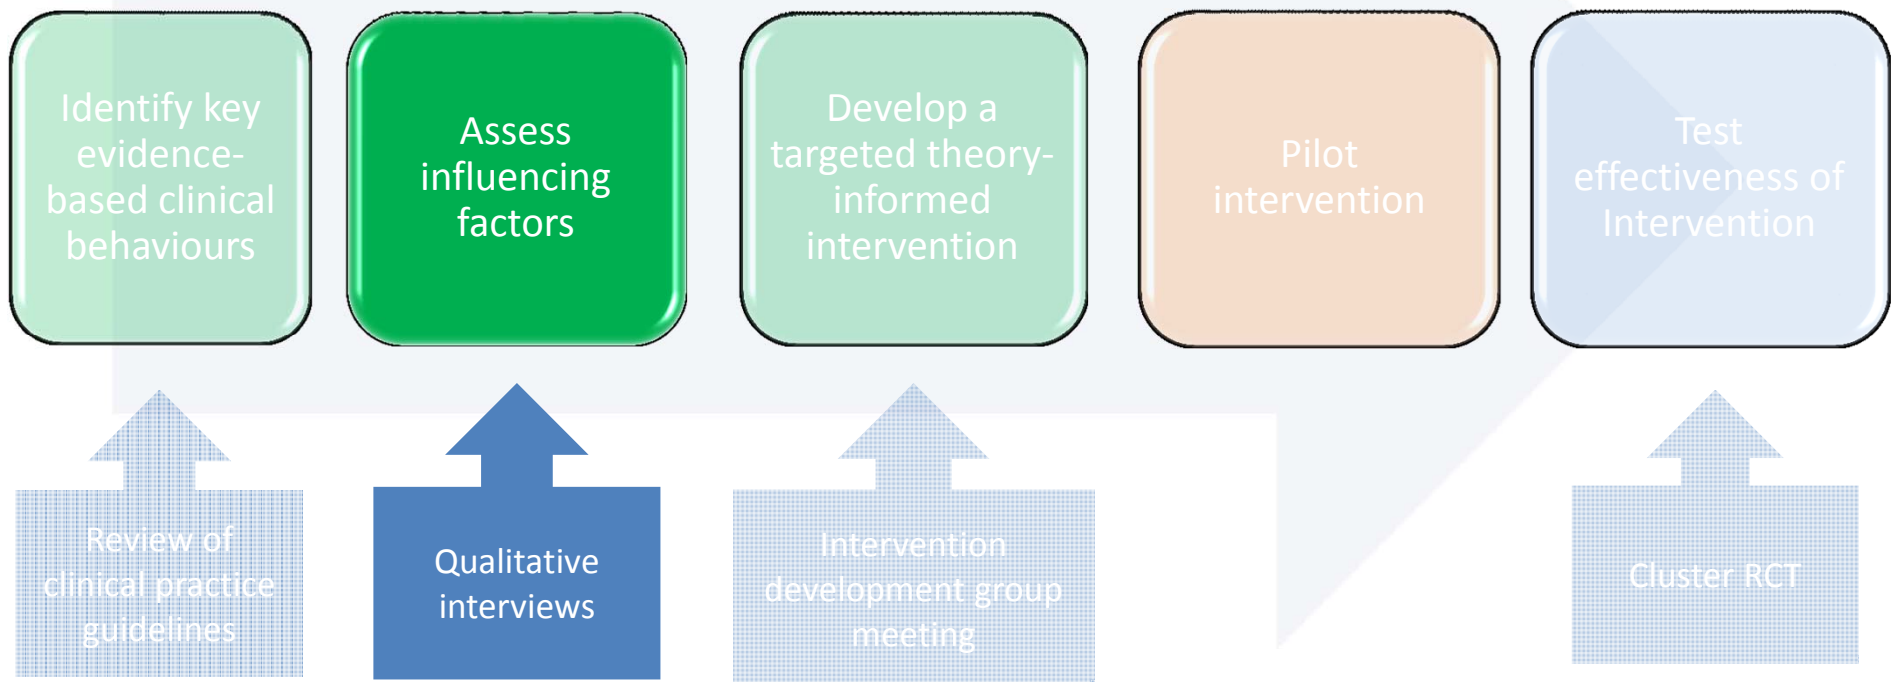 Identify key
evidence-
based clinical
behaviours
Assess
influencing
factors
Develop a
targeted theory-
informed
intervention
Pilot
intervention
Test
effectiveness of
Intervention
Review of
clinical practice
guidelines
Qualitative
interviews
Intervention
development group
meeting
Cluster RCT